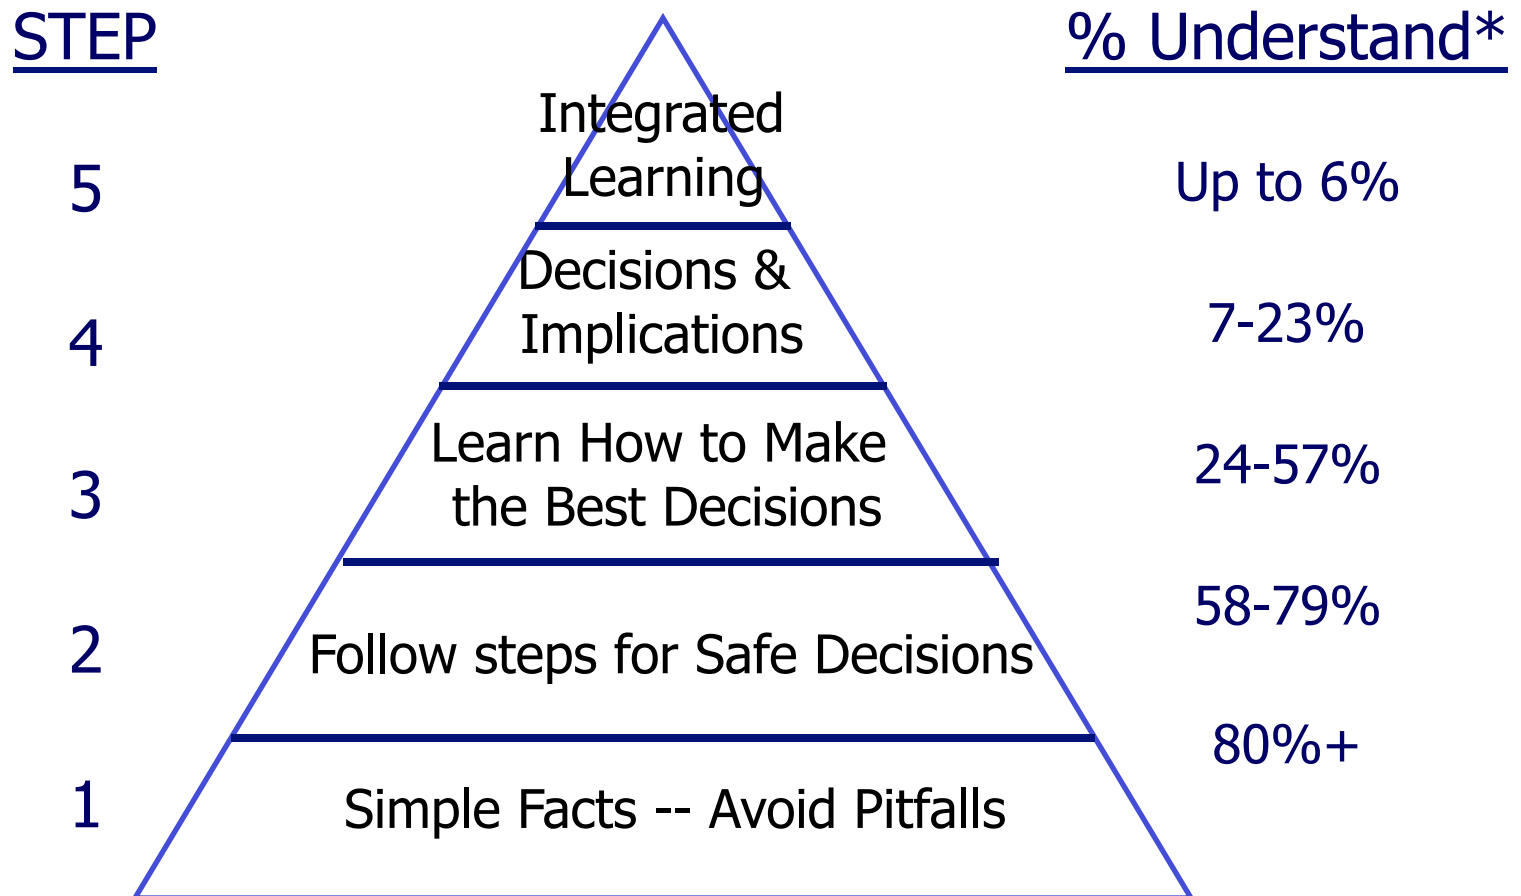 STEP
% Understand*
Integrated
Learning
5
Up to 6%
Decisions &
Implications
4
7-23%
Learn How to Make
the Best Decisions
3
24-57%
Follow steps for Safe Decisions
2
58-79%
Simple Facts -- Avoid Pitfalls
1
80%+